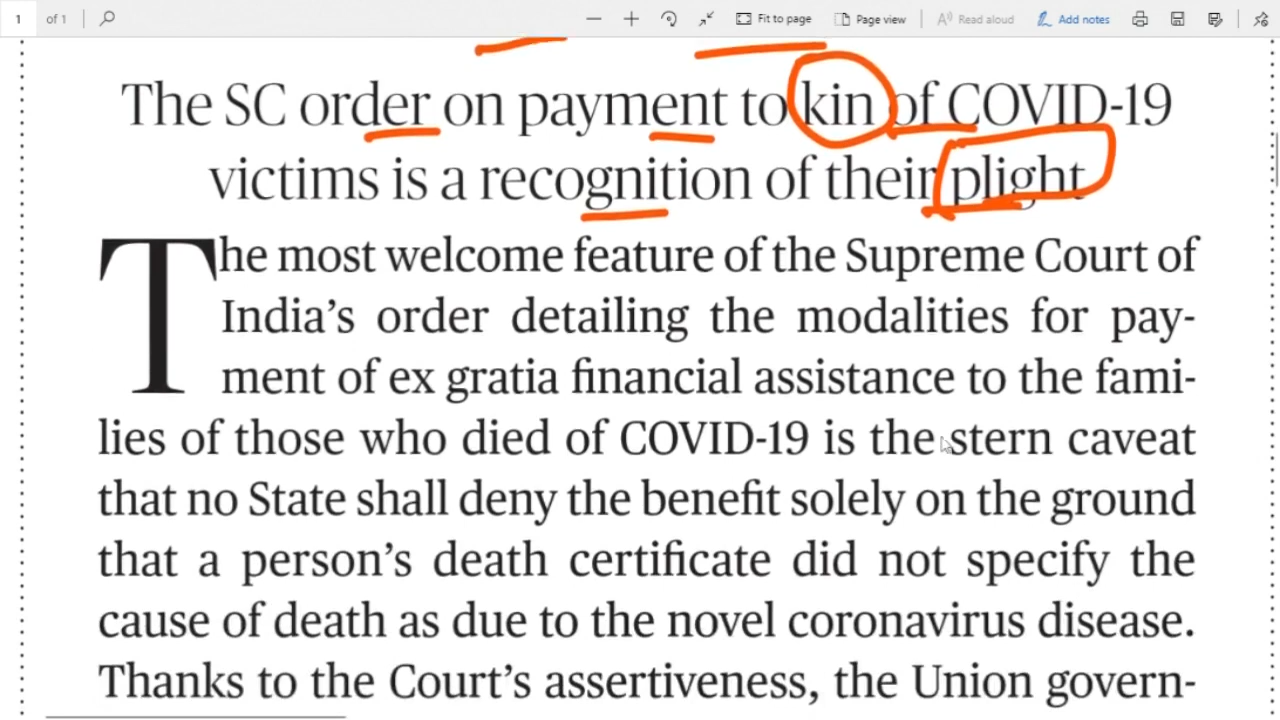 1 of 1 Fit to page Page view Read aloud Add notes
The SC order on payment to kin of COVID-19
victims is a recognition of their plight
The most welcome feature of the Supreme Court of
India’s order detailing the modalities for pay-
ment of ex gratia financial assistance to the fami-
lies of those who died of COVID-19 is the stern caveat
that no State shall deny the benefit solely on the ground
that a person’s death certificate did not specify the
cause of death as due to the novel coronavirus disease.
Thanks to the Court’s assertiveness, the Union govern-